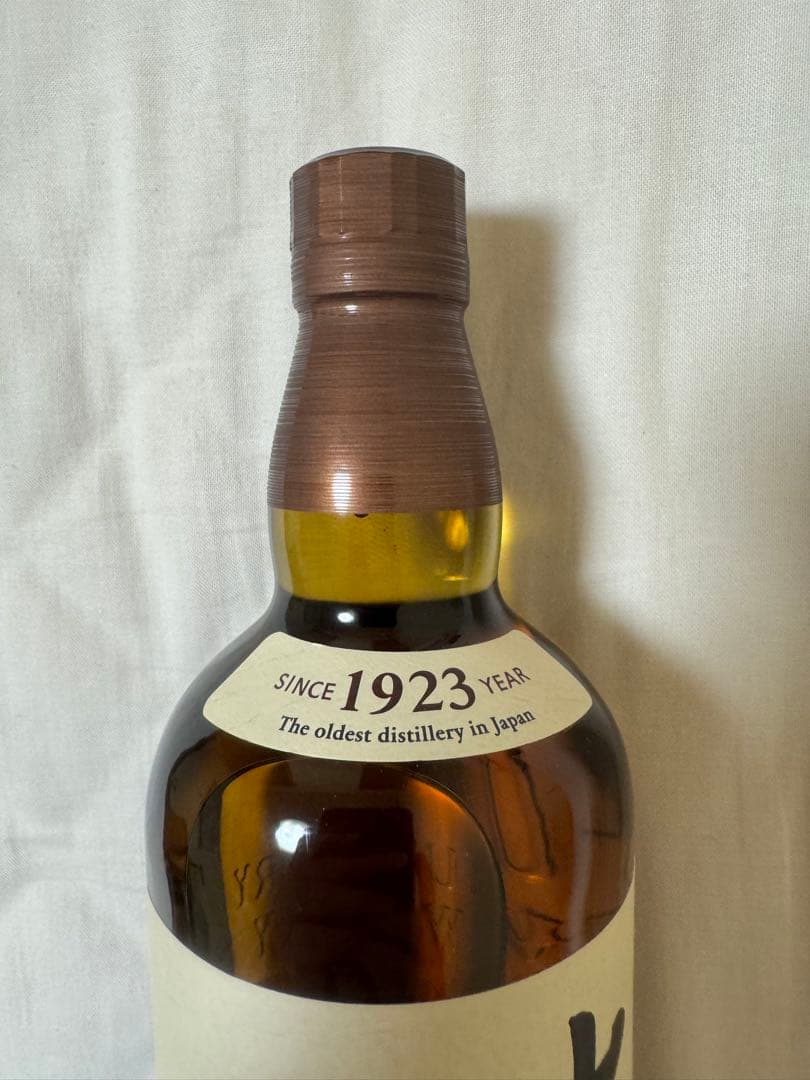 SINCE 1923 YEAR
The oldest distillery in Japan